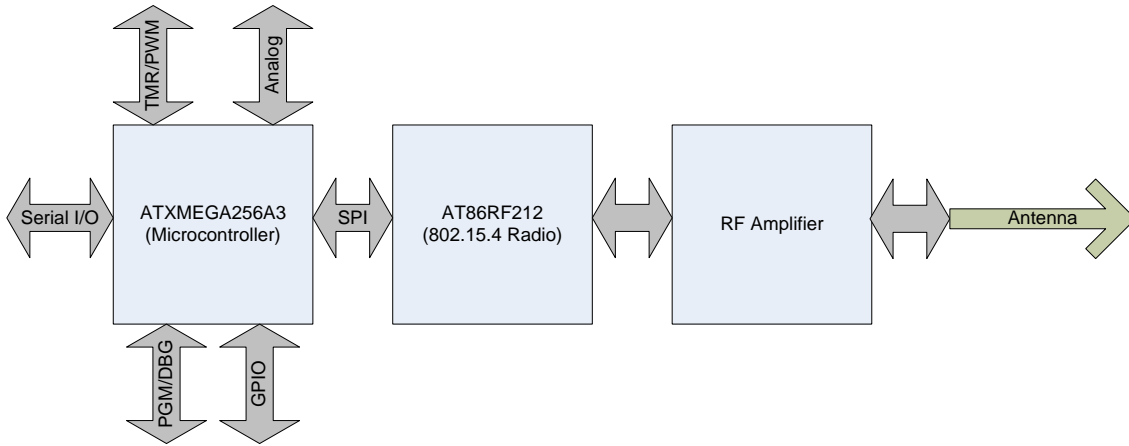 TMR/PWM
Analog
Serial I/O
ATXMEGA256A3
(Microcontroller)
SPI
AT86RF212
(802.15.4 Radio)
RF Amplifier
Antenna
PGM/DBG
GPIO